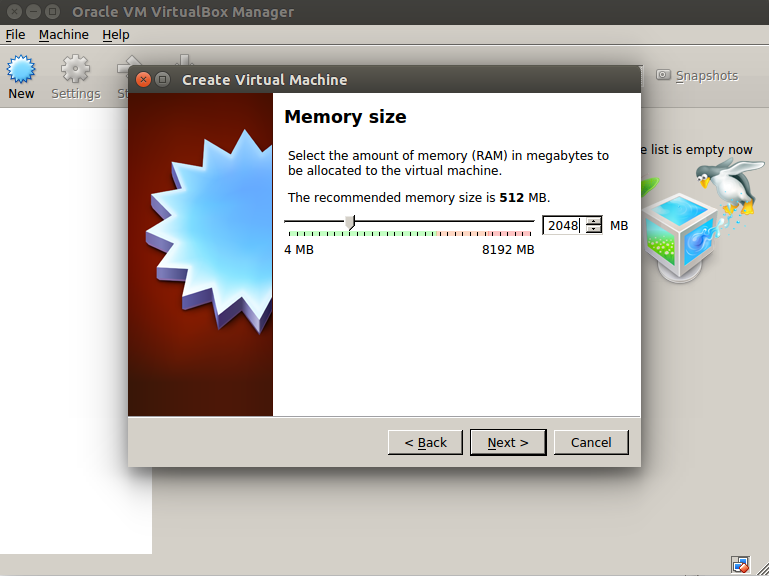 Oracle VM VirtualBox Manager
File Machine Help
New
Settings
Snapshots
Create Virtual Machine
Memory size
Select the amount of memory (RAM) in megabytes to
be allocated to the virtual machine.
The recommended memory size is 512 MB.
2048 MB
4 MB 8192 MB
< Back Next > Cancel
list is empty now